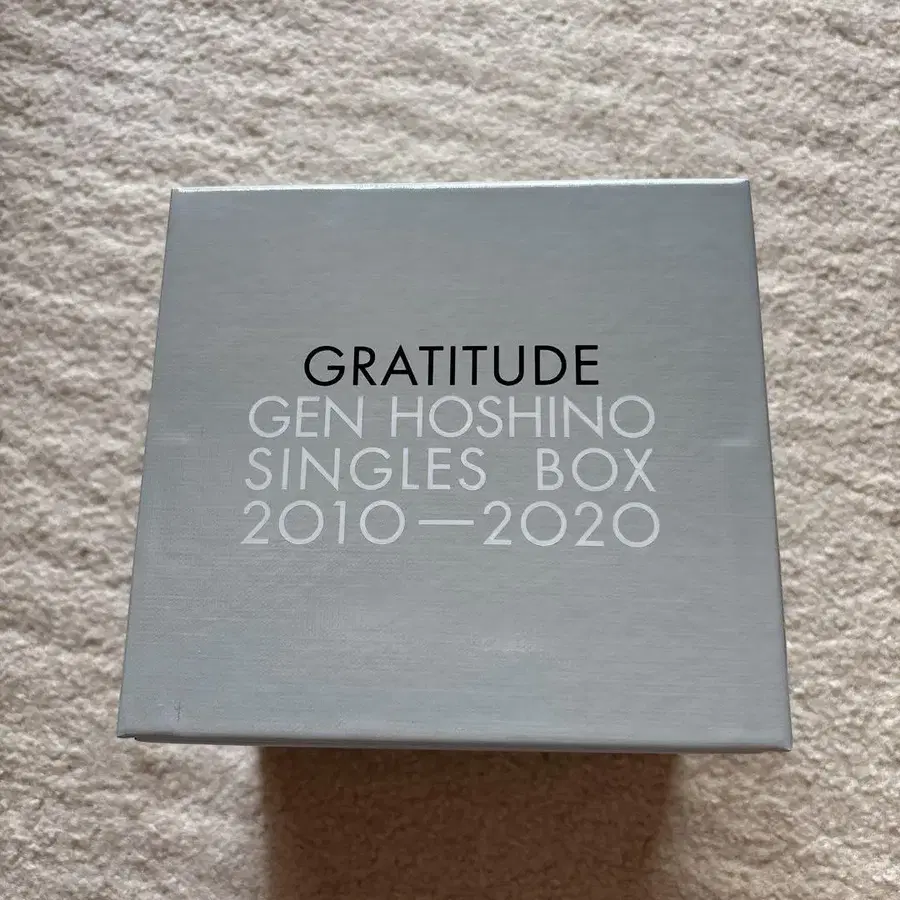 GRATITUDE
GEN HOSHINO
SINGLES BOX
2010—2020